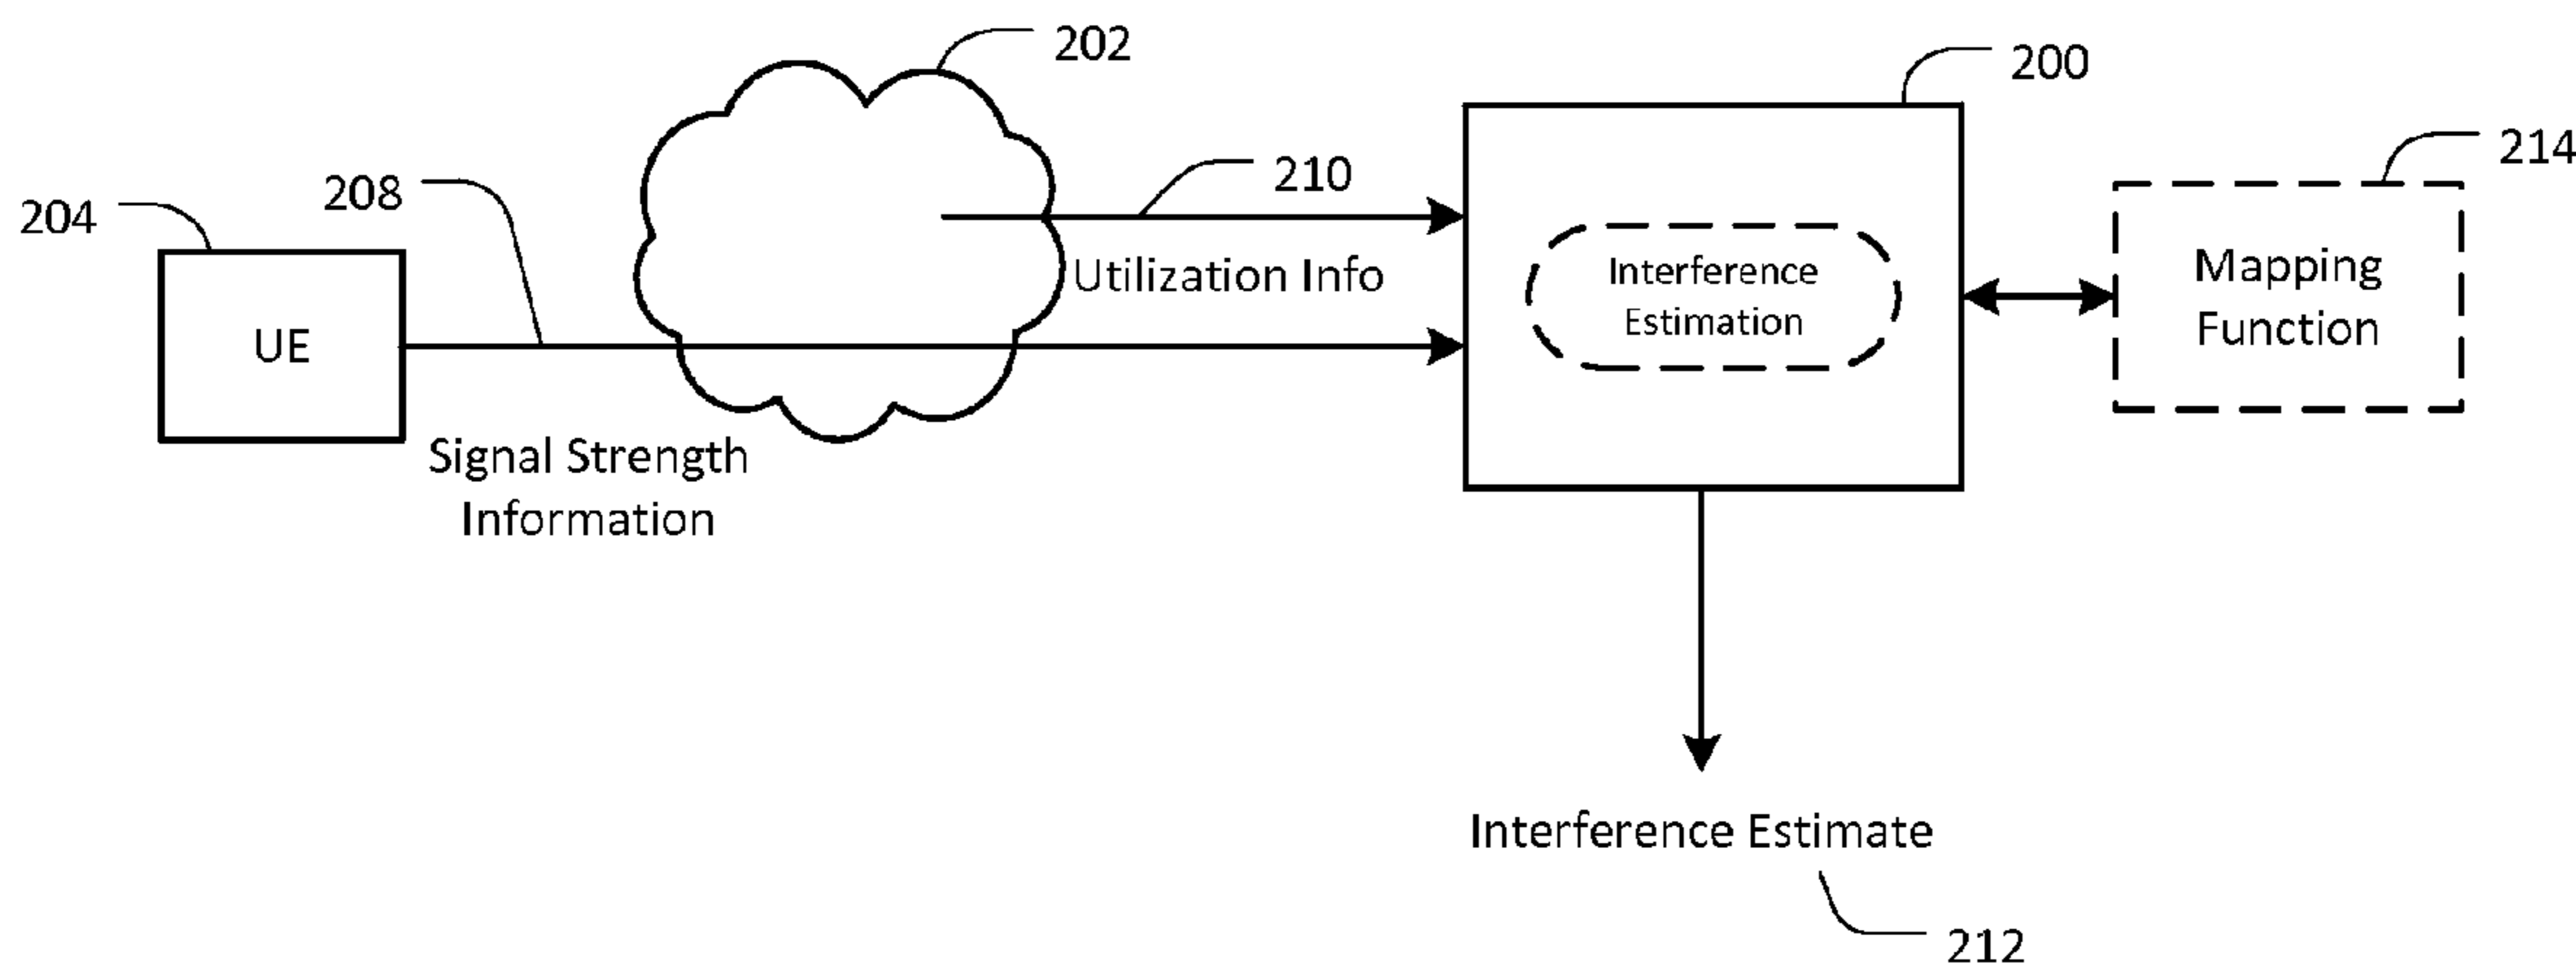 202
200
214
210
208
204
Utilization Info
Interference
Estimation
Mapping
Function
UE
Signal Strength
Information
Interference Estimate
212